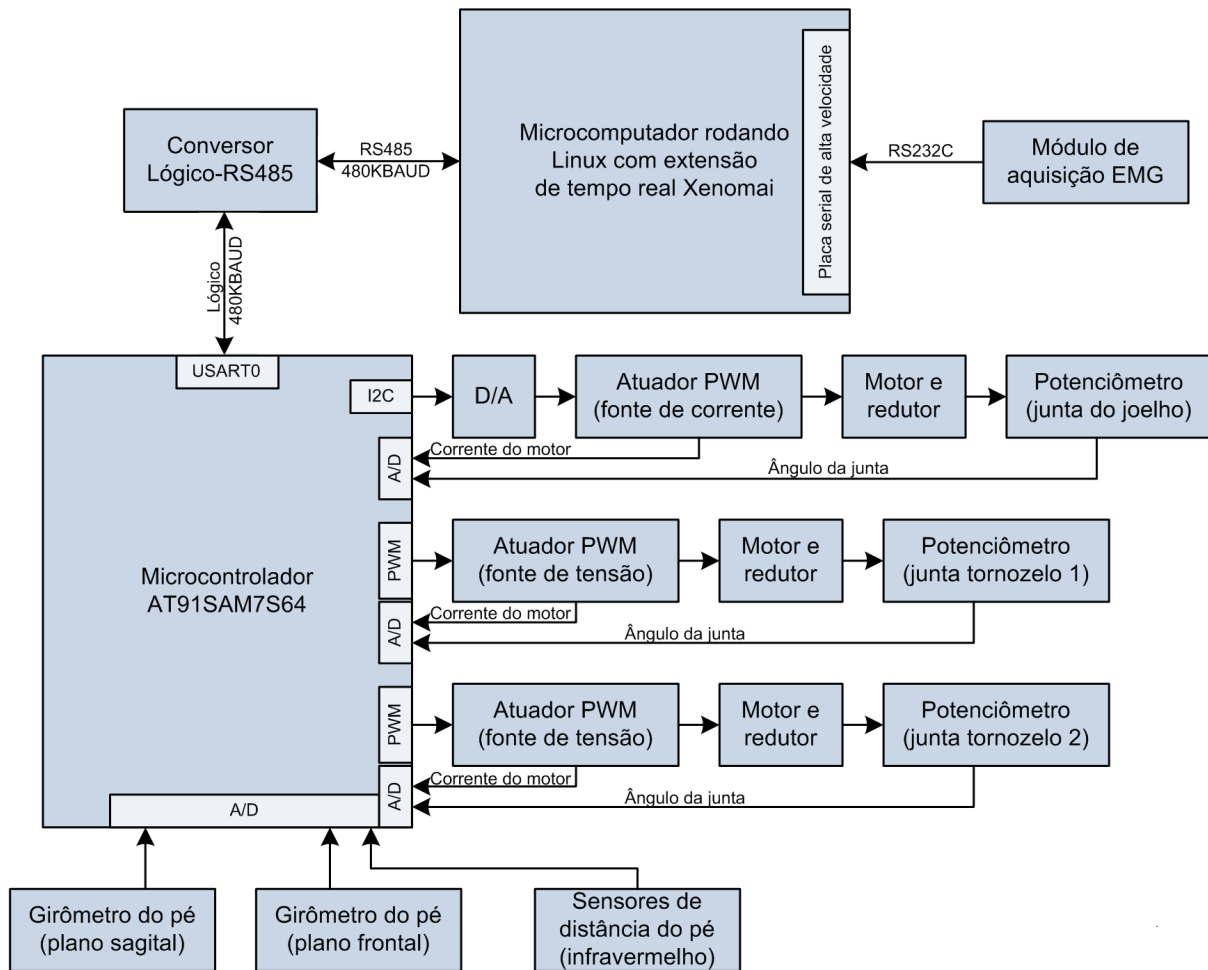 Microcomputador rodando
Linux com extensão
de tempo real Xenomai
Placa serial de alta velocidade
Conversor
Lógico-RS485
RS485
480KBAUD
RS232C
Módulo de
aquisição EMG
Lógico
480KBAUD
USART0
I2C
D/A
Atuador PWM
(fonte de corrente)
Motor e
redutor
Potenciômetro
(junta do joelho)
A/D
Corrente do motor
Ângulo da junta
Microcontrolador
AT91SAM7S64
PWM
Atuador PWM
(fonte de tensão)
Motor e
redutor
Potenciômetro
(junta tornozelo 1)
A/D
Corrente do motor
Ângulo da junta
PWM
Atuador PWM
(fonte de tensão)
Motor e
redutor
Potenciômetro
(junta tornozelo 2)
A/D
Corrente do motor
Ângulo da junta
A/D
Girômetro do pé
(plano sagital)
Girômetro do pé
(plano frontal)
Sensores de
distância do pé
(infravermelho)